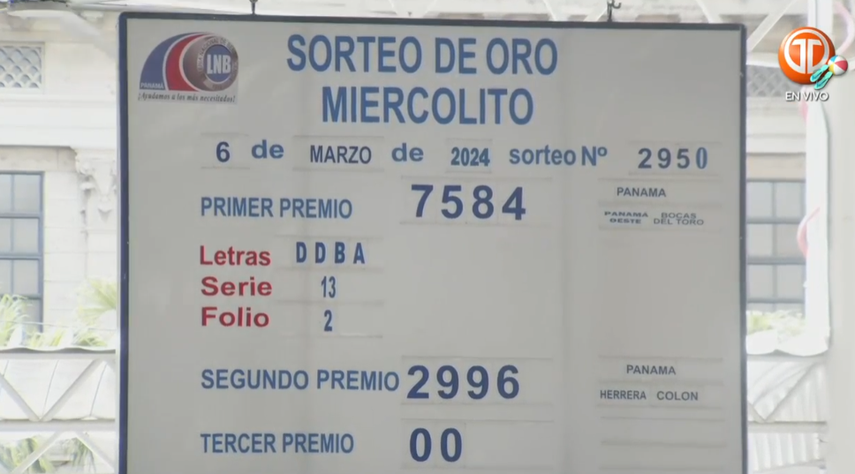 LNB
PANAMA
¡Ayudamos a los más necesitados!
SORTEO DE ORO
MIERCOLITO
6 de MARZO de 2024 sorteo Nº 2950
PRIMER PREMIO 7584 PANAMA
PANAMA OESTE BOCAS DEL TORO
Letras DDBA
Serie 13
Folio 2
SEGUNDO PREMIO 2996 PANAMA
HERRERA COLON
TERCER PREMIO 00
EN VIVO